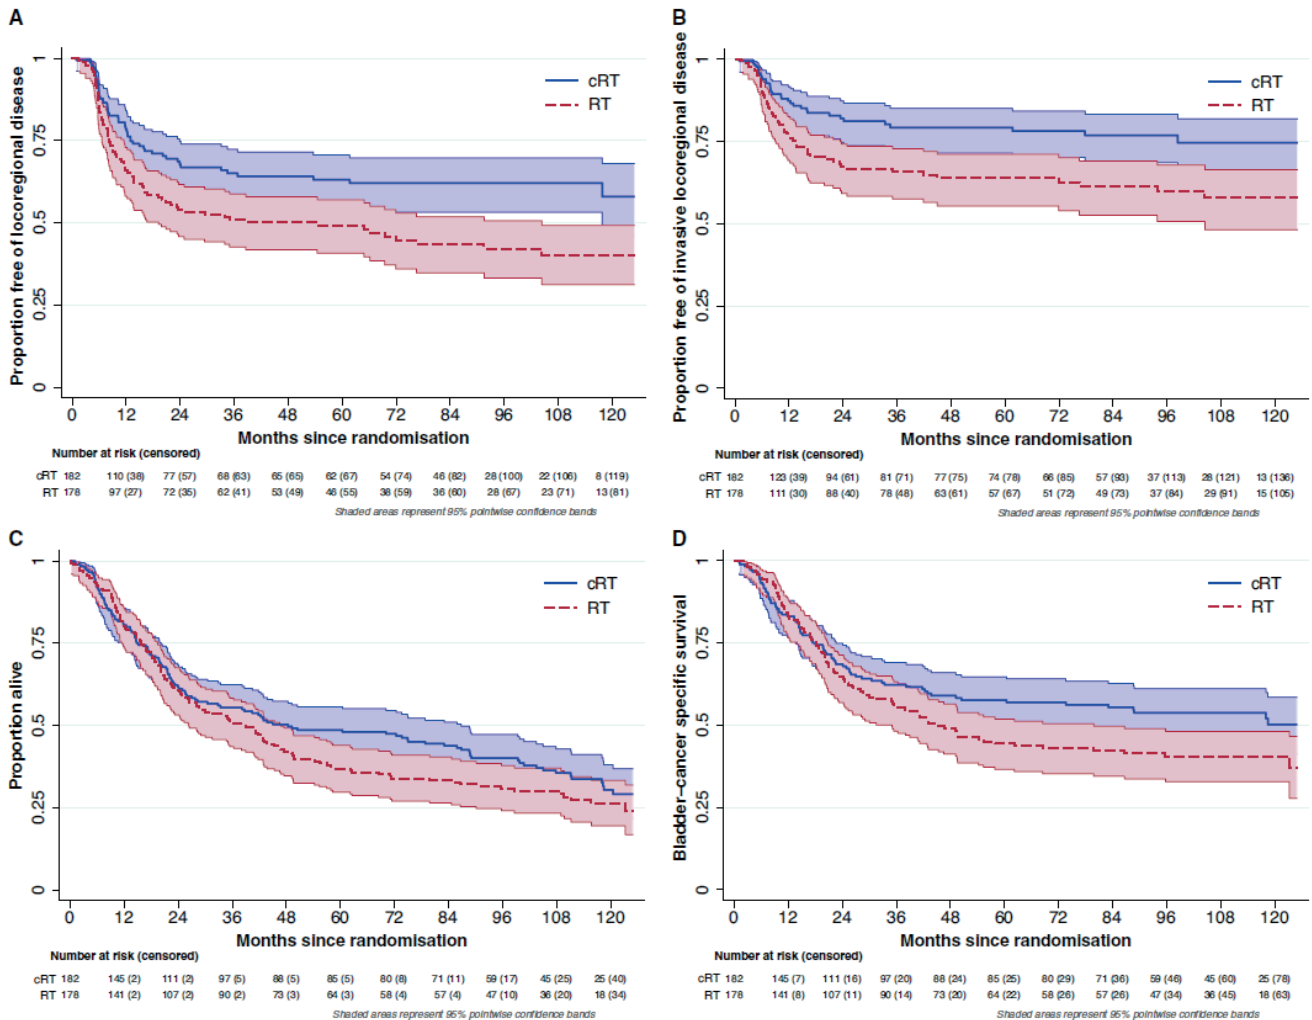 A
Proportion free of locoregional disease
1
0.75
0.5
0.25
0
cRT
RT
0 12 24 36 48 60 72 84 96 108 120
Months since randomisation
Number at risk (censored)
cRT 182 110 (38) 77 (57) 68 (63) 65 (65) 62 (67) 54 (74) 46 (82) 28 (100) 22 (106) 8 (119)
RT 178 97 (27) 72 (35) 62 (41) 53 (49) 46 (55) 38 (59) 36 (60) 28 (67) 23 (71) 13 (81)
Shaded areas represent 95% pointwise confidence bands
B
Proportion free of invasive locoregional disease
1
0.75
0.5
0.25
0
cRT
RT
0 12 24 36 48 60 72 84 96 108 120
Months since randomisation
Number at risk (censored)
cRT 182 123 (39) 94 (61) 81 (71) 77 (75) 74 (78) 66 (85) 57 (93) 37 (113) 28 (121) 13 (136)
RT 178 111 (30) 88 (40) 78 (48) 63 (61) 57 (67) 51 (72) 49 (73) 37 (84) 29 (91) 15 (105)
Shaded areas represent 95% pointwise confidence bands
C
Proportion alive
1
0.75
0.5
0.25
0
cRT
RT
0 12 24 36 48 60 72 84 96 108 120
Months since randomisation
Number at risk (censored)
cRT 182 145 (2) 111 (2) 97 (5) 88 (5) 85 (5) 80 (8) 71 (11) 59 (17) 45 (25) 25 (40)
RT 178 141 (2) 107 (2) 90 (2) 73 (3) 64 (3) 58 (4) 57 (4) 47 (10) 36 (20) 18 (34)
Shaded areas represent 95% pointwise confidence bands
D
Bladder–cancer specific survival
1
0.75
0.5
0.25
0
cRT
RT
0 12 24 36 48 60 72 84 96 108 120
Months since randomisation
Number at risk (censored)
cRT 182 145 (7) 111 (16) 97 (20) 88 (24) 85 (25) 80 (29) 71 (36) 59 (46) 45 (60) 25 (78)
RT 178 141 (8) 107 (11) 90 (14) 73 (20) 64 (22) 58 (26) 57 (26) 47 (34) 36 (45) 18 (63)
Shaded areas represent 95% pointwise confidence bands